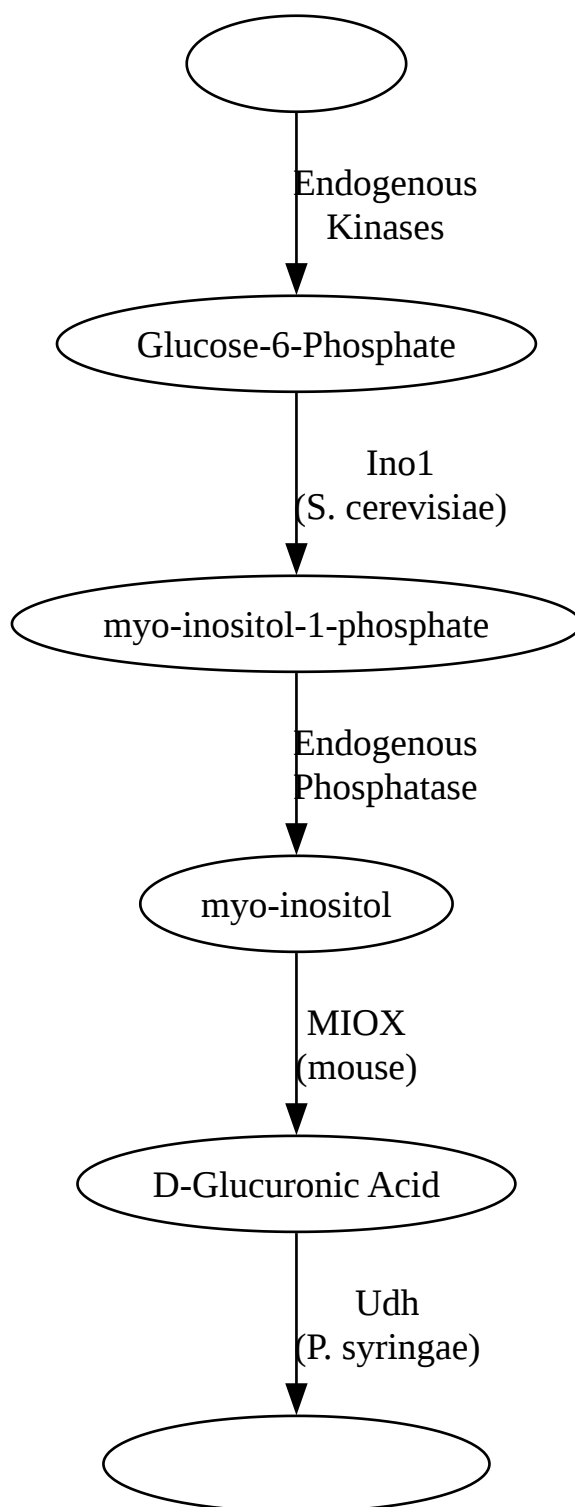 Endogenous
Kinases
Glucose-6-Phosphate
Ino1
(S. cerevisiae)
myo-inositol-1-phosphate
Endogenous
Phosphatase
myo-inositol
MIOX
(mouse)
D-Glucuronic Acid
Udh
(P. syringae)